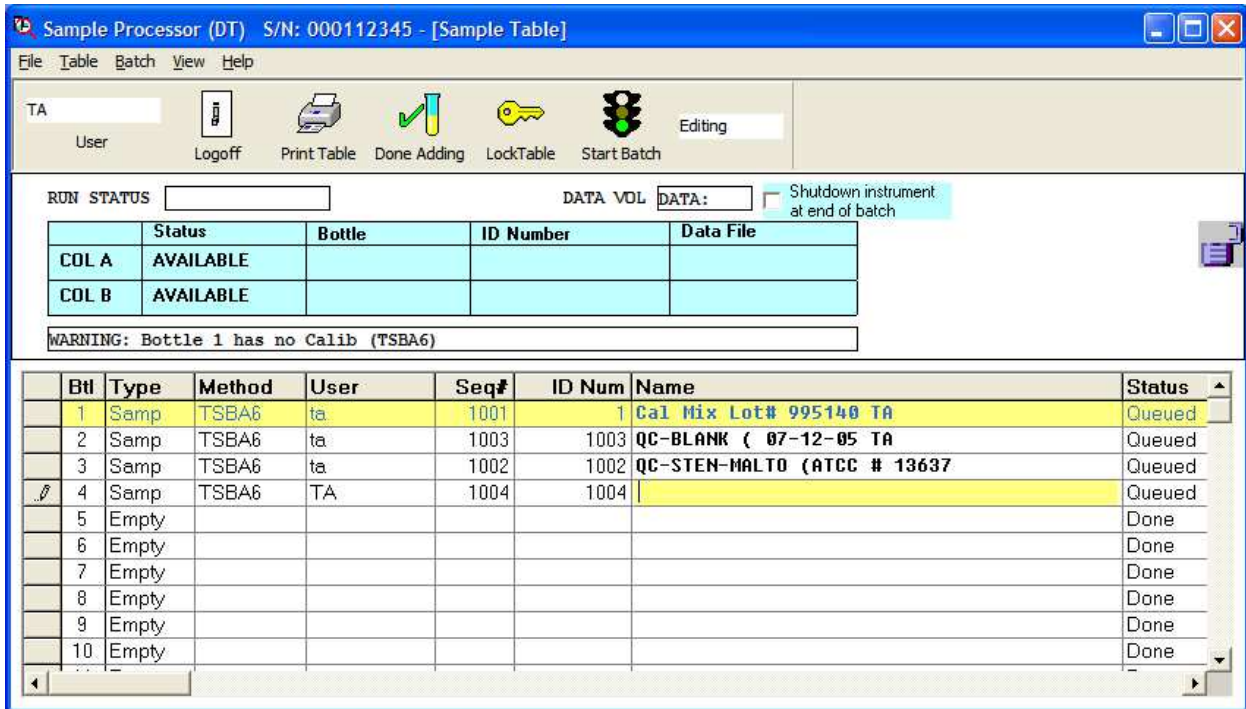 Sample Processor (DT) S/N: 000112345 - [Sample Table]
File Table Batch View Help
TA
User
Logoff
Print Table
Done Adding
LockTable
Start Batch
Editing
RUN STATUS
DATA VOL DATA:
Shutdown instrument
at end of batch
Status Bottle ID Number Data File
COL A AVAILABLE
COL B AVAILABLE
WARNING: Bottle 1 has no Calib (TSBA6)
Btl Type Method User Seq# ID Num Name Status
1 Samp TSBA6 ta 1001 1 Cal Mix Lot# 995140 TA Queued
2 Samp TSBA6 ta 1003 1003 QC-BLANK ( 07-12-05 TA Queued
3 Samp TSBA6 ta 1002 1002 QC-STEN-MALTO (ATCC # 13637 Queued
4 Samp TSBA6 TA 1004 1004 Queued
5 Empty Done
6 Empty Done
7 Empty Done
8 Empty Done
9 Empty Done
10 Empty Done